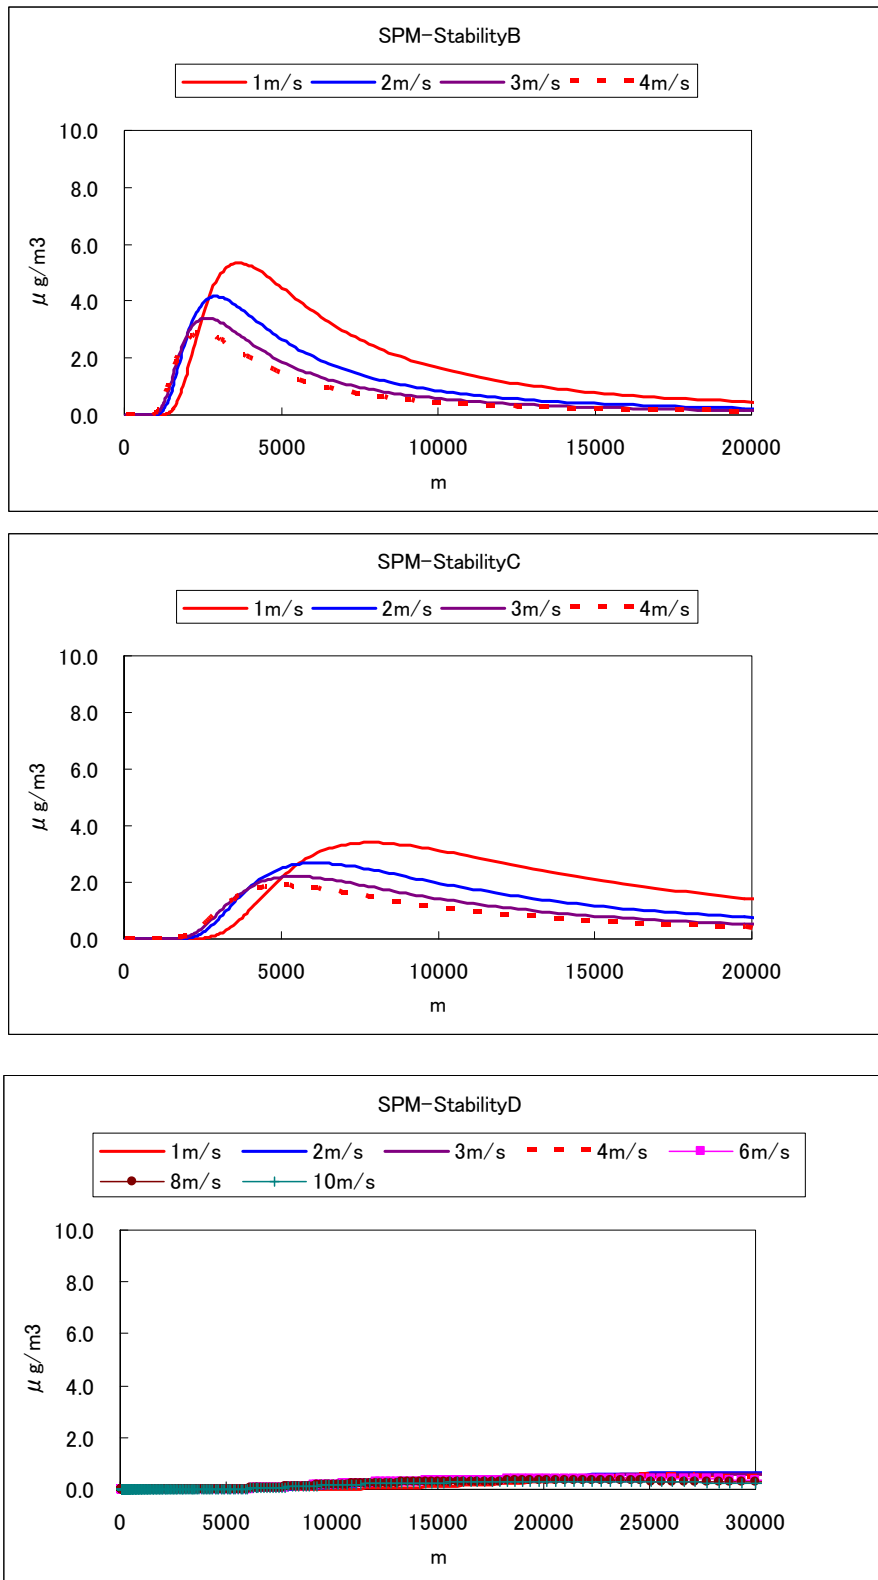 SPM-StabilityB
1m/s 2m/s 3m/s 4m/s
10.0
8.0
6.0
4.0
2.0
0.0
μg/m3
0 5000 10000 15000 20000
m
SPM-StabilityC
1m/s 2m/s 3m/s 4m/s
10.0
8.0
6.0
4.0
2.0
0.0
μg/m3
0 5000 10000 15000 20000
m
SPM-StabilityD
1m/s 2m/s 3m/s 4m/s 6m/s
8m/s 10m/s
10.0
8.0
6.0
4.0
2.0
0.0
μg/m3
0 5000 10000 15000 20000 25000 30000
m